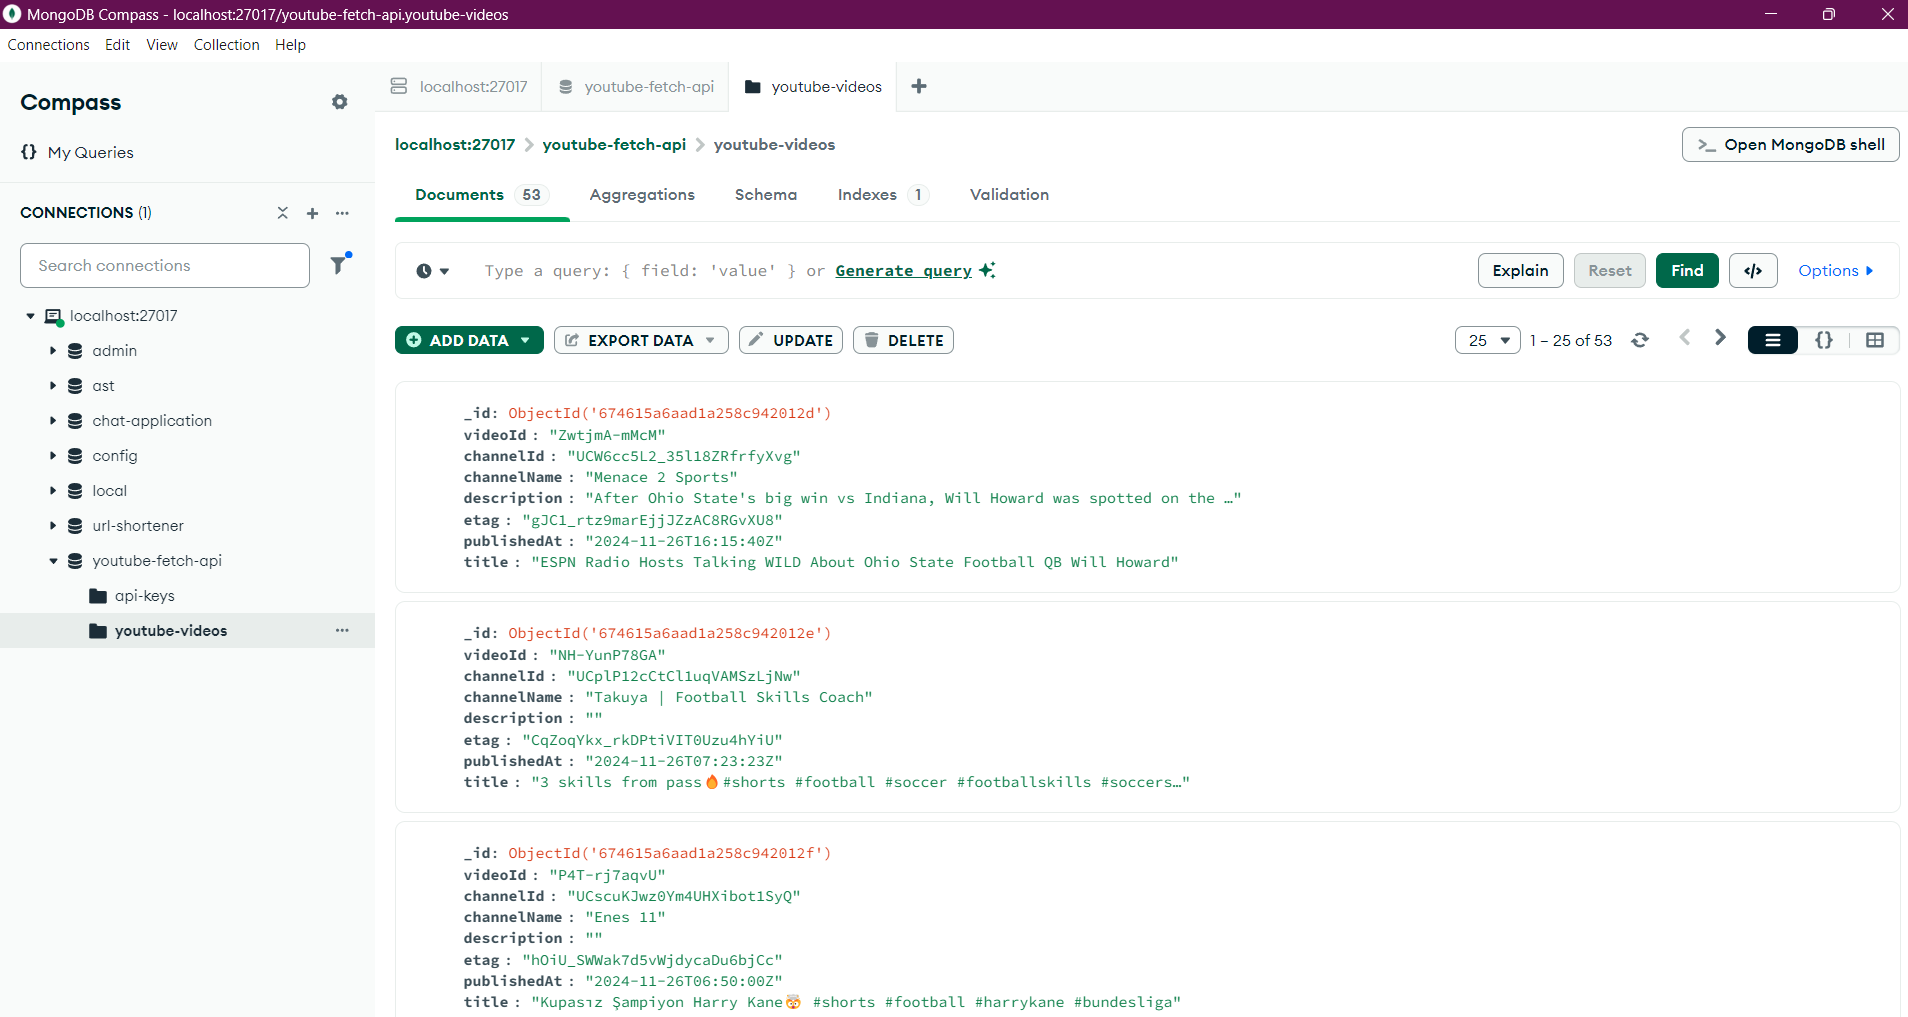 MongoDB Compass - localhost:27017/youtube-fetch-api.youtube-videos
Connections Edit View Collection Help
Compass
{} My Queries
CONNECTIONS (1)
Search connections
localhost:27017
admin
ast
chat-application
config
local
url-shortener
youtube-fetch-api
api-keys
youtube-videos
localhost:27017 youtube-fetch-api youtube-videos
localhost:27017 > youtube-fetch-api > youtube-videos
>_ Open MongoDB shell
Documents 53 Aggregations Schema Indexes 1 Validation
Type a query: { field: 'value' } or Generate query
Explain Reset Find </> Options
ADD DATA EXPORT DATA UPDATE DELETE
25 1 – 25 of 53 {}
_id: ObjectId('674615a6aad1a258c942012d')
videoId : "ZwtjmA-mMcM"
channelId : "UCW6cc5L2_35l18ZRfrfyXvg"
channelName : "Menace 2 Sports"
description : "After Ohio State's big win vs Indiana, Will Howard was spotted on the …"
etag : "gJC1_rtz9marEjjJZzAC8RGvXU8"
publishedAt : "2024-11-26T16:15:40Z"
title : "ESPN Radio Hosts Talking WILD About Ohio State Football QB Will Howard"
_id: ObjectId('674615a6aad1a258c942012e')
videoId : "NH-YunP78GA"
channelId : "UCplP12cCtCl1uqVAMSzLjNw"
channelName : "Takuya | Football Skills Coach"
description : ""
etag : "CqZoqYkx_rkDPtiVIT0Uzu4hYiU"
publishedAt : "2024-11-26T07:23:23Z"
title : "3 skills from pass🔥#shorts #football #soccer #footballskills #soccers…"
_id: ObjectId('674615a6aad1a258c942012f')
videoId : "P4T-rj7aqvU"
channelId : "UCscuKJwz0Ym4UHXibot1SyQ"
channelName : "Enes 11"
description : ""
etag : "hOiU_SWWak7d5vWjdycaDu6bjCc"
publishedAt : "2024-11-26T06:50:00Z"
title : "Kupasız Şampiyon Harry Kane🤯 #shorts #football #harrykane #bundesliga"